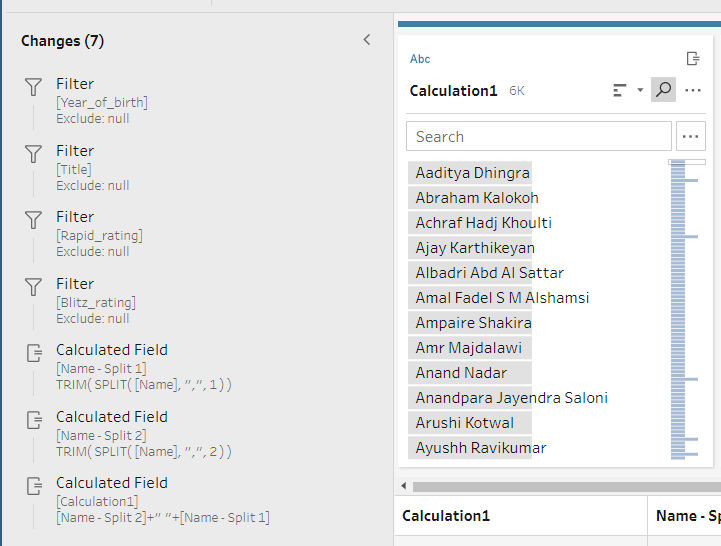 Changes (7)
Filter
[Year_of_birth]
Exclude: null
Filter
[Title]
Exclude: null
Filter
[Rapid_rating]
Exclude: null
Filter
[Blitz_rating]
Exclude: null
Calculated Field
[Name - Split 1]
TRIM( SPLIT( [Name], ",", 1 ) )
Calculated Field
[Name - Split 2]
TRIM( SPLIT( [Name], ",", 2 ) )
Calculated Field
[Calculation1]
[Name - Split 2]+" "+[Name - Split 1]
Abc
Calculation1 6K
Search
Aaditya Dhingra
Abraham Kalokoh
Achraf Hadj Khoulti
Ajay Karthikeyan
Albadri Abd Al Sattar
Amal Fadel S M Alshamsi
Ampaire Shakira
Amr Majdalawi
Anand Nadar
Anandpara Jayendra Saloni
Arushi Kotwal
Ayushh Ravikumar
Calculation1 Name - Sp